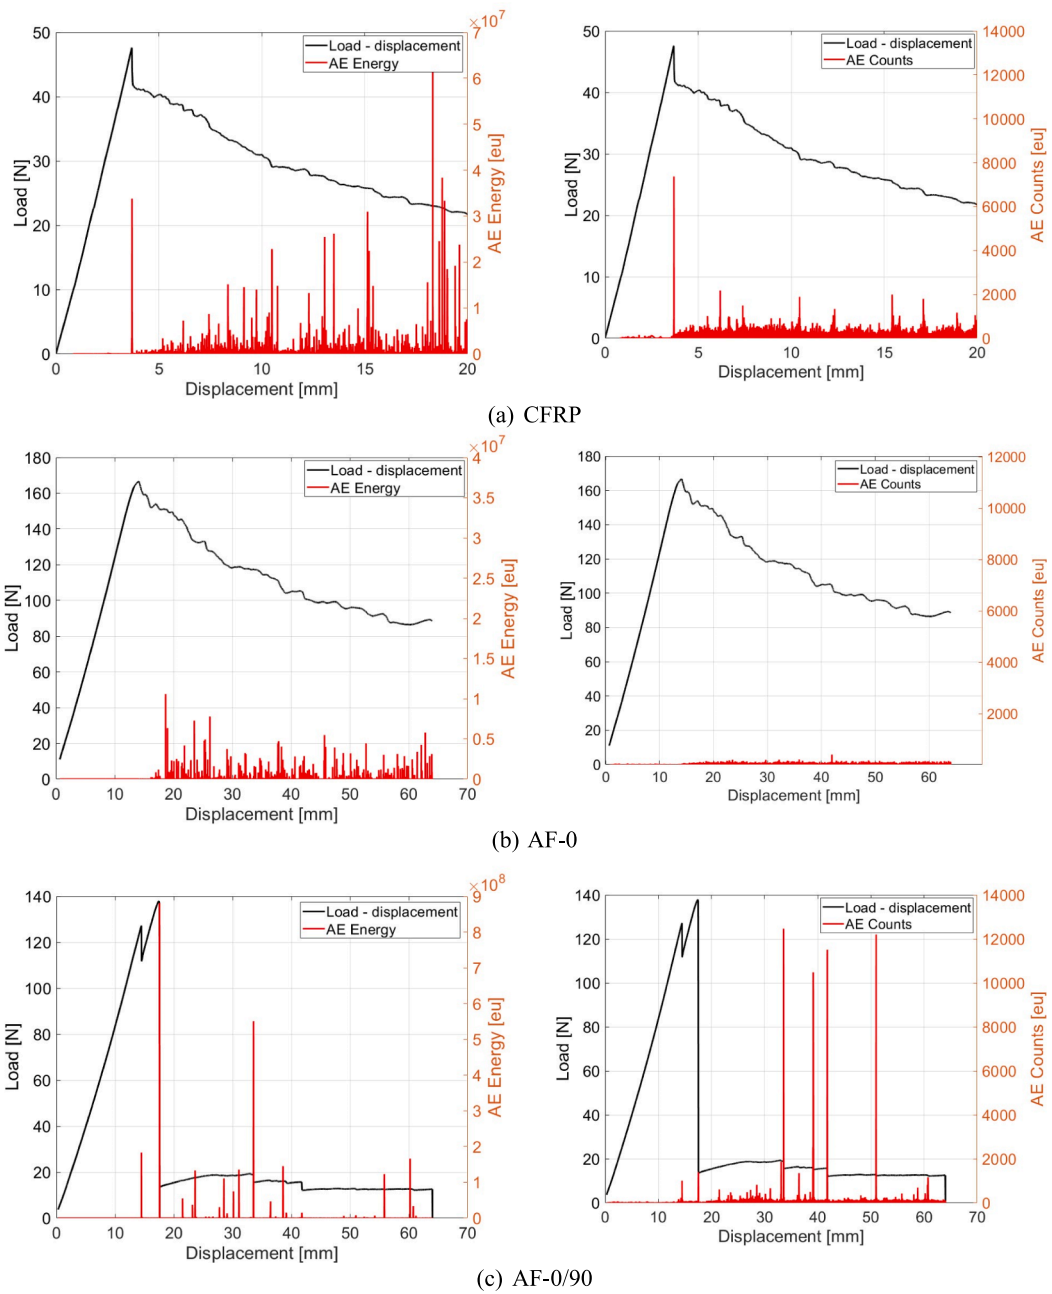 ×10⁷
50 40 30 20 10 0
Load [N]
Load - displacement
AE Energy
7 6 5 4 3 2 1 0
AE Energy [eu]
0 5 10 15 20
Displacement [mm]
50 40 30 20 10 0
Load [N]
Load - displacement
AE Counts
14000 12000 10000 8000 6000 4000 2000 0
AE Counts [eu]
0 5 10 15 20
Displacement [mm]
(a) CFRP
×10⁷
180 160 140 120 100 80 60 40 20 0
Load [N]
Load - displacement
AE Energy
4 3.5 3 2.5 2 1.5 1 0.5 0
AE Energy [eu]
0 10 20 30 40 50 60 70
Displacement [mm]
180 160 140 120 100 80 60 40 20 0
Load [N]
Load - displacement
AE Counts
12000 10000 8000 6000 4000 2000
AE Counts [eu]
0 10 20 30 40 50 60
Displacement [mm]
(b) AF-0
×10⁸
140 120 100 80 60 40 20 0
Load [N]
Load - displacement
AE Energy
9 8 7 6 5 4 3 2 1 0
AE Energy [eu]
0 10 20 30 40 50 60 70
Displacement [mm]
140 120 100 80 60 40 20 0
Load [N]
Load - displacement
AE Counts
14000 12000 10000 8000 6000 4000 2000 0
AE Counts [eu]
0 10 20 30 40 50 60 70
Displacement [mm]
(c) AF-0/90